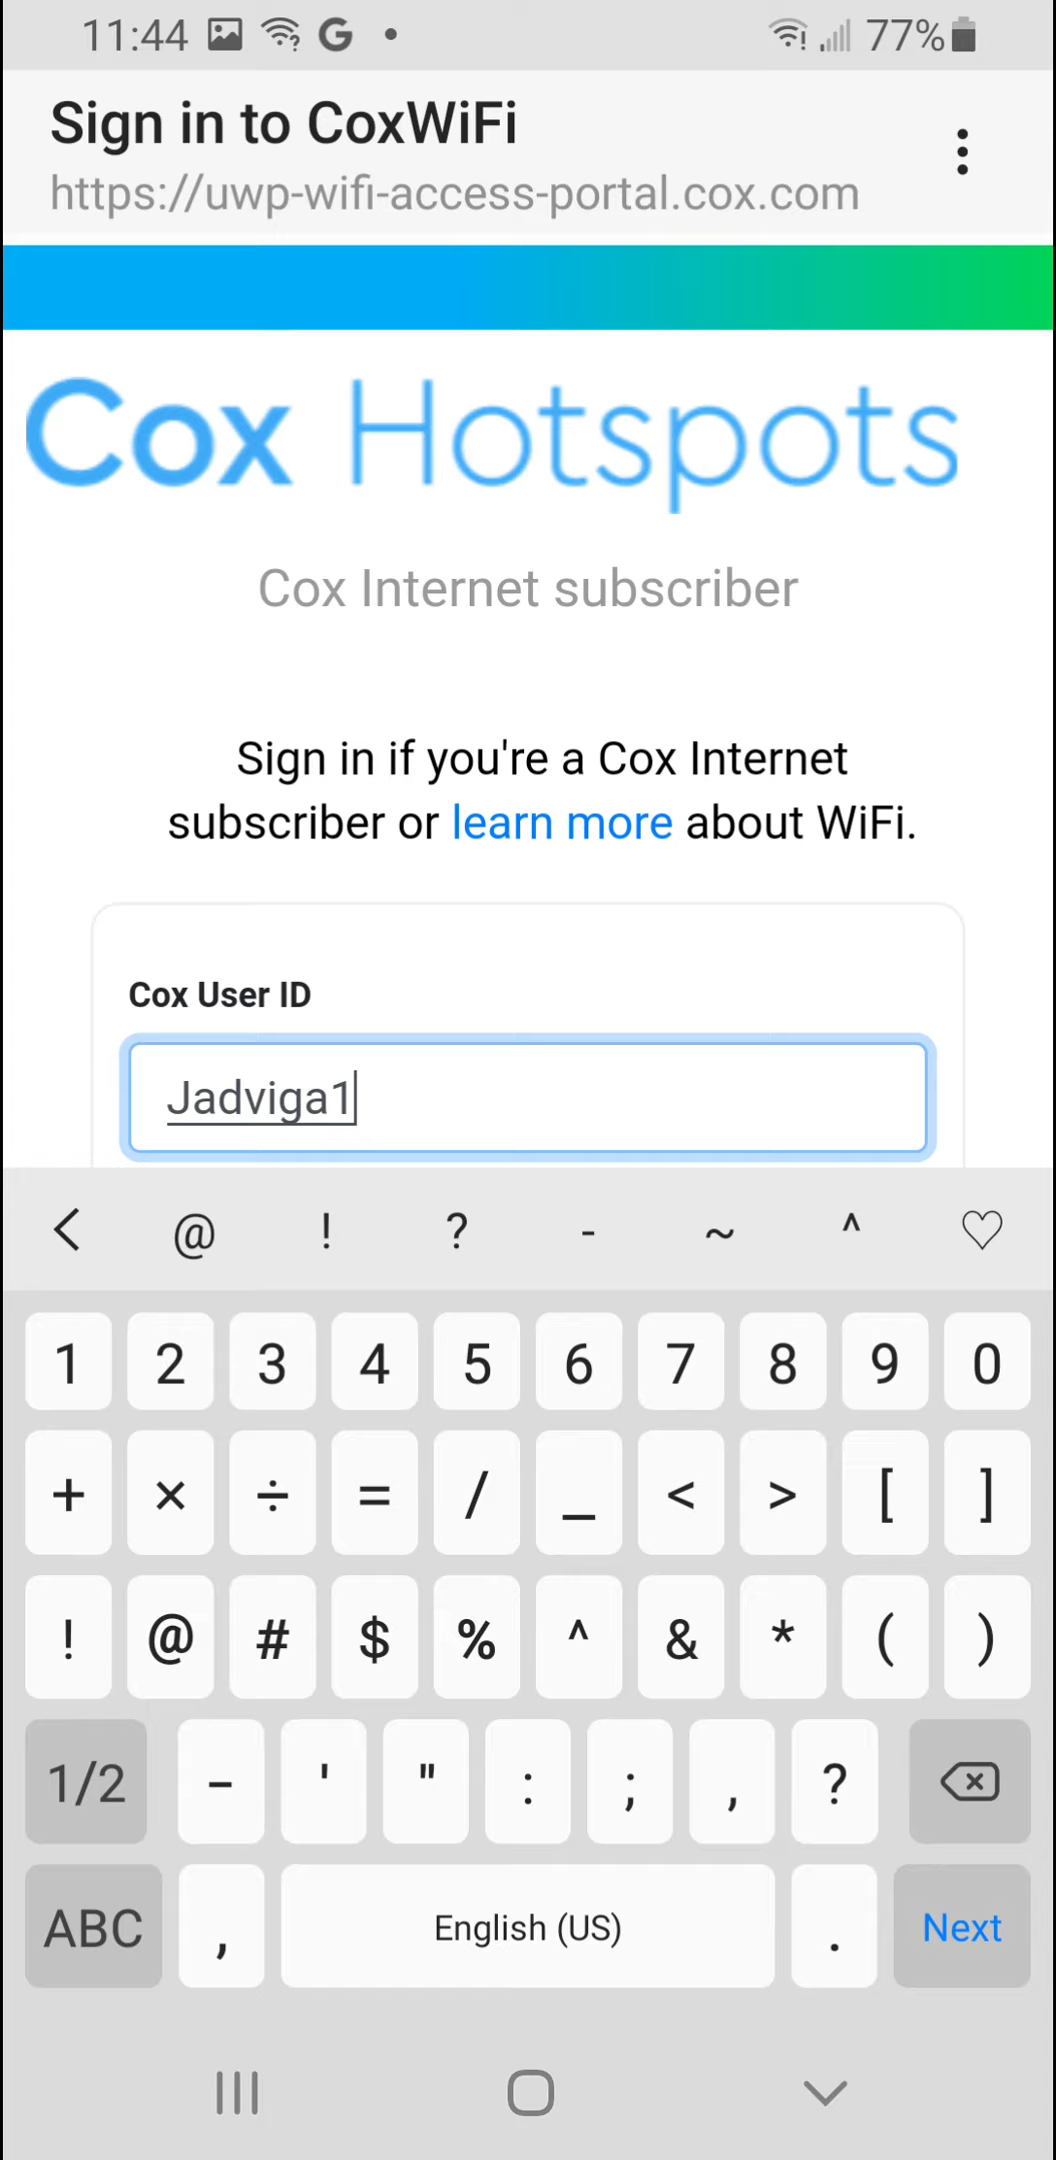 11:44 G 77%
Sign in to CoxWiFi
https://uwp-wifi-access-portal.cox.com
Cox Hotspots
Cox Internet subscriber
Sign in if you're a Cox Internet
subscriber or learn more about WiFi.
Cox User ID
Jadviga1
@ ! ? - ~ ^ ♡
1 2 3 4 5 6 7 8 9 0
+ × ÷ = / _ < > [ ]
! @ # $ % ^ & * ( )
1/2 - ' " : ; , ?
ABC , English (US) . Next